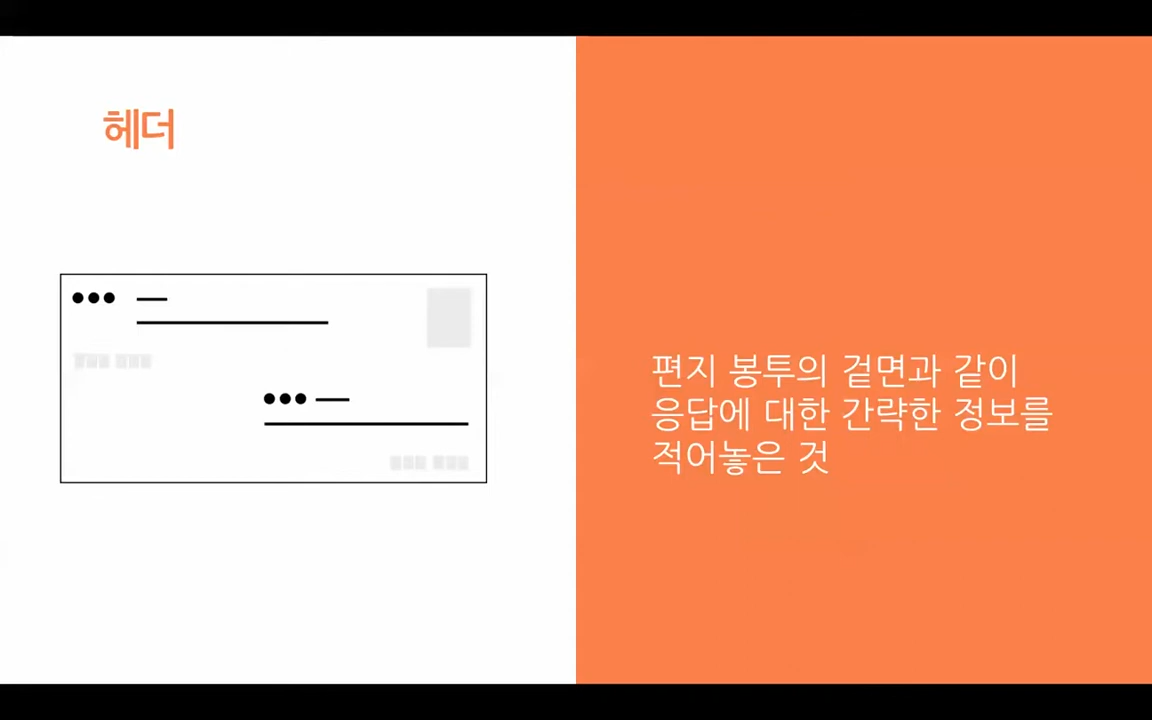 헤더
편지 봉투의 겉면과 같이
응답에 대한 간략한 정보를
적어놓은 것